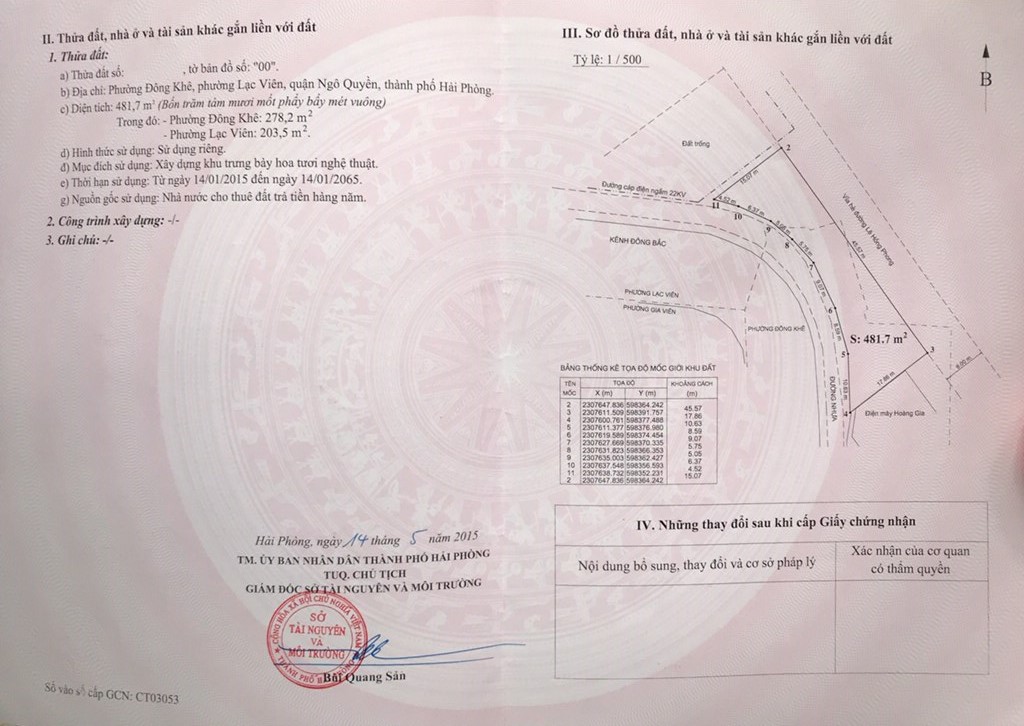 II. Thửa đất, nhà ở và tài sản khác gắn liền với đất
1. Thửa đất:
a) Thửa đất số: , tờ bản đồ số: "00".
b) Địa chỉ: Phường Đông Khê, phường Lạc Viên, quận Ngô Quyền, thành phố Hải Phòng.
c) Diện tích: 481,7 m² (Bốn trăm tám mươi mốt phẩy bẩy mét vuông)
Trong đó: - Phường Đông Khê: 278,2 m²
- Phường Lạc Viên: 203,5 m².
d) Hình thức sử dụng: Sử dụng riêng.
đ) Mục đích sử dụng: Xây dựng khu trưng bày hoa tươi nghệ thuật.
e) Thời hạn sử dụng: Từ ngày 14/01/2015 đến ngày 14/01/2065.
g) Nguồn gốc sử dụng: Nhà nước cho thuê đất trả tiền hàng năm.
2. Công trình xây dựng: -/-
3. Ghi chú: -/-
Hải Phòng, ngày 14 tháng 5 năm 2015
TM. ỦY BAN NHÂN DÂN THÀNH PHỐ HẢI PHÒNG
TUQ. CHỦ TỊCH
GIÁM ĐỐC SỞ TÀI NGUYÊN VÀ MÔI TRƯỜNG
CỘNG HÒA XÃ HỘI CHỦ NGHĨA VIỆT NAM
SỞ
TÀI NGUYÊN
VÀ
MÔI TRƯỜNG
THÀNH PHỐ HẢI PHÒNG
Bùi Quang Sản
Số vào sổ cấp GCN: CT03053
III. Sơ đồ thửa đất, nhà ở và tài sản khác gắn liền với đất
Tỷ lệ: 1 / 500
B
Đất trống
2
15.07 m
Đường cáp điện ngầm 22KV
11
4.52 m
10
6.37 m
9
5.05 m
8
5.75 m
7
9.07 m
6
8.59 m
5
10.63 m
4
17.86 m
3
45.57 m
6.00 m
Vỉa hè đường Lê Hồng Phong
KÊNH ĐÔNG BẮC
PHƯỜNG LẠC VIÊN
PHƯỜNG GIA VIÊN
PHƯỜNG ĐÔNG KHÊ
S: 481.7 m²
ĐƯỜNG NHỰA
Điện máy Hoàng Gia
BẢNG THỐNG KÊ TỌA ĐỘ MỐC GIỚI KHU ĐẤT
TÊN MỐC TỌA ĐỘ KHOẢNG CÁCH
X (m) Y (m) (m)
2 2307647.836 598364.242
45.57
3 2307611.509 598391.757
17.86
4 2307600.761 598377.488
10.63
5 2307611.377 598376.980
8.59
6 2307619.589 598374.454
9.07
7 2307627.669 598370.335
5.75
8 2307631.823 598366.353
5.05
9 2307635.003 598362.427
6.37
10 2307637.548 598356.593
4.52
11 2307638.732 598352.231
15.07
2 2307647.836 598364.242
IV. Những thay đổi sau khi cấp Giấy chứng nhận
Nội dung bổ sung, thay đổi và cơ sở pháp lý
Xác nhận của cơ quan
có thẩm quyền